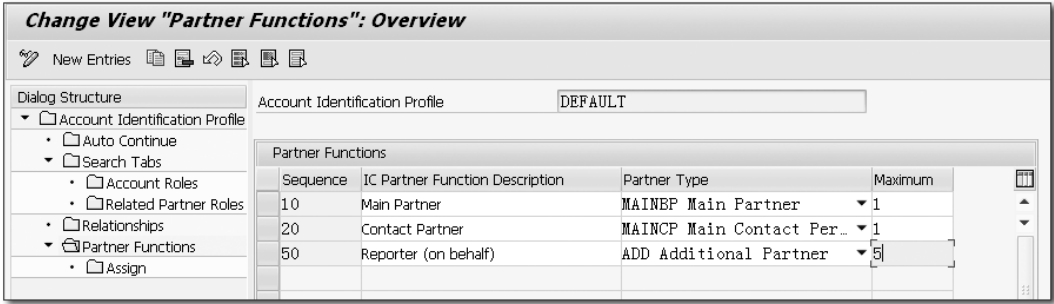 Change View "Partner Functions": Overview
New Entries
Dialog Structure
Account Identification Profile
Auto Continue
Search Tabs
Account Roles
Related Partner Roles
Relationships
Partner Functions
Assign
Account Identification Profile DEFAULT
Partner Functions
Sequence IC Partner Function Description Partner Type Maximum
10 Main Partner MAINBP Main Partner 1
20 Contact Partner MAINCP Main Contact Per... 1
50 Reporter (on behalf) ADD Additional Partner 5